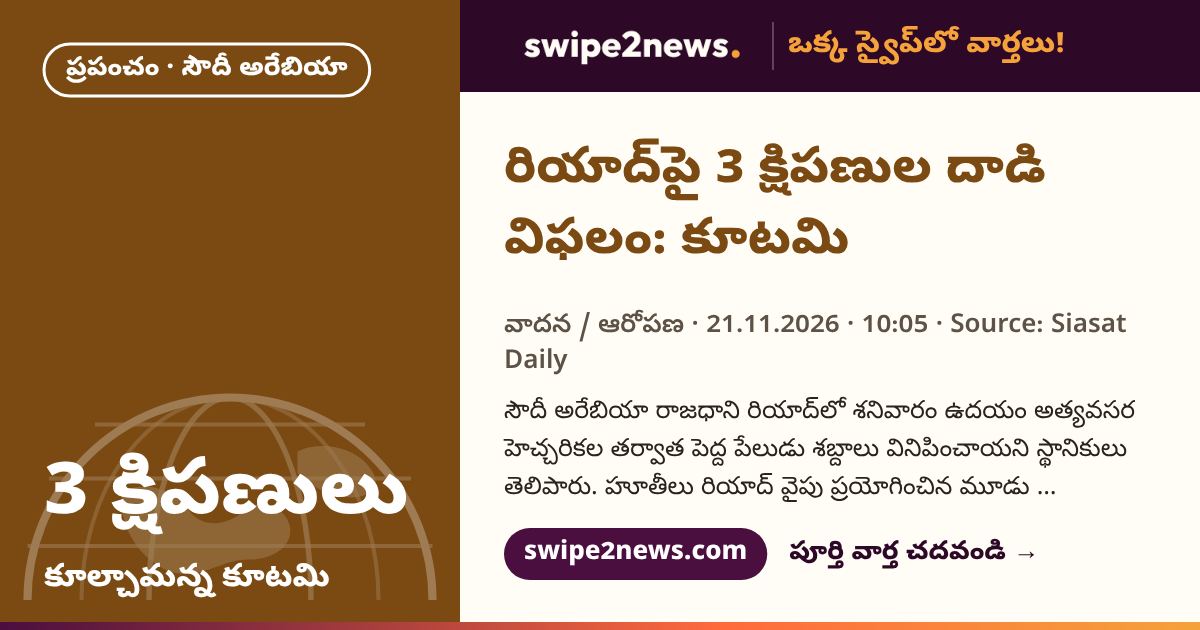 ప్రపంచం · సౌదీ అరేబియా
3 క్షిపణులు
కూల్చామన్న కూటమి
swipe2news.
ఒక్క స్వైప్‌లో వార్తలు!
రియాద్‌పై 3 క్షిపణుల దాడి
విఫలం: కూటమి
వాదన / ఆరోపణ · 21.11.2026 · 10:05 · Source: Siasat
Daily
సౌదీ అరేబియా రాజధాని రియాద్‌లో శనివారం ఉదయం అత్యవసర
హెచ్చరికల తర్వాత పెద్ద పేలుడు శబ్దాలు వినిపించాయని స్థానికులు
తెలిపారు. హూతీలు రియాద్ వైపు ప్రయోగించిన మూడు ...
swipe2news.com
పూర్తి వార్త చదవండి →